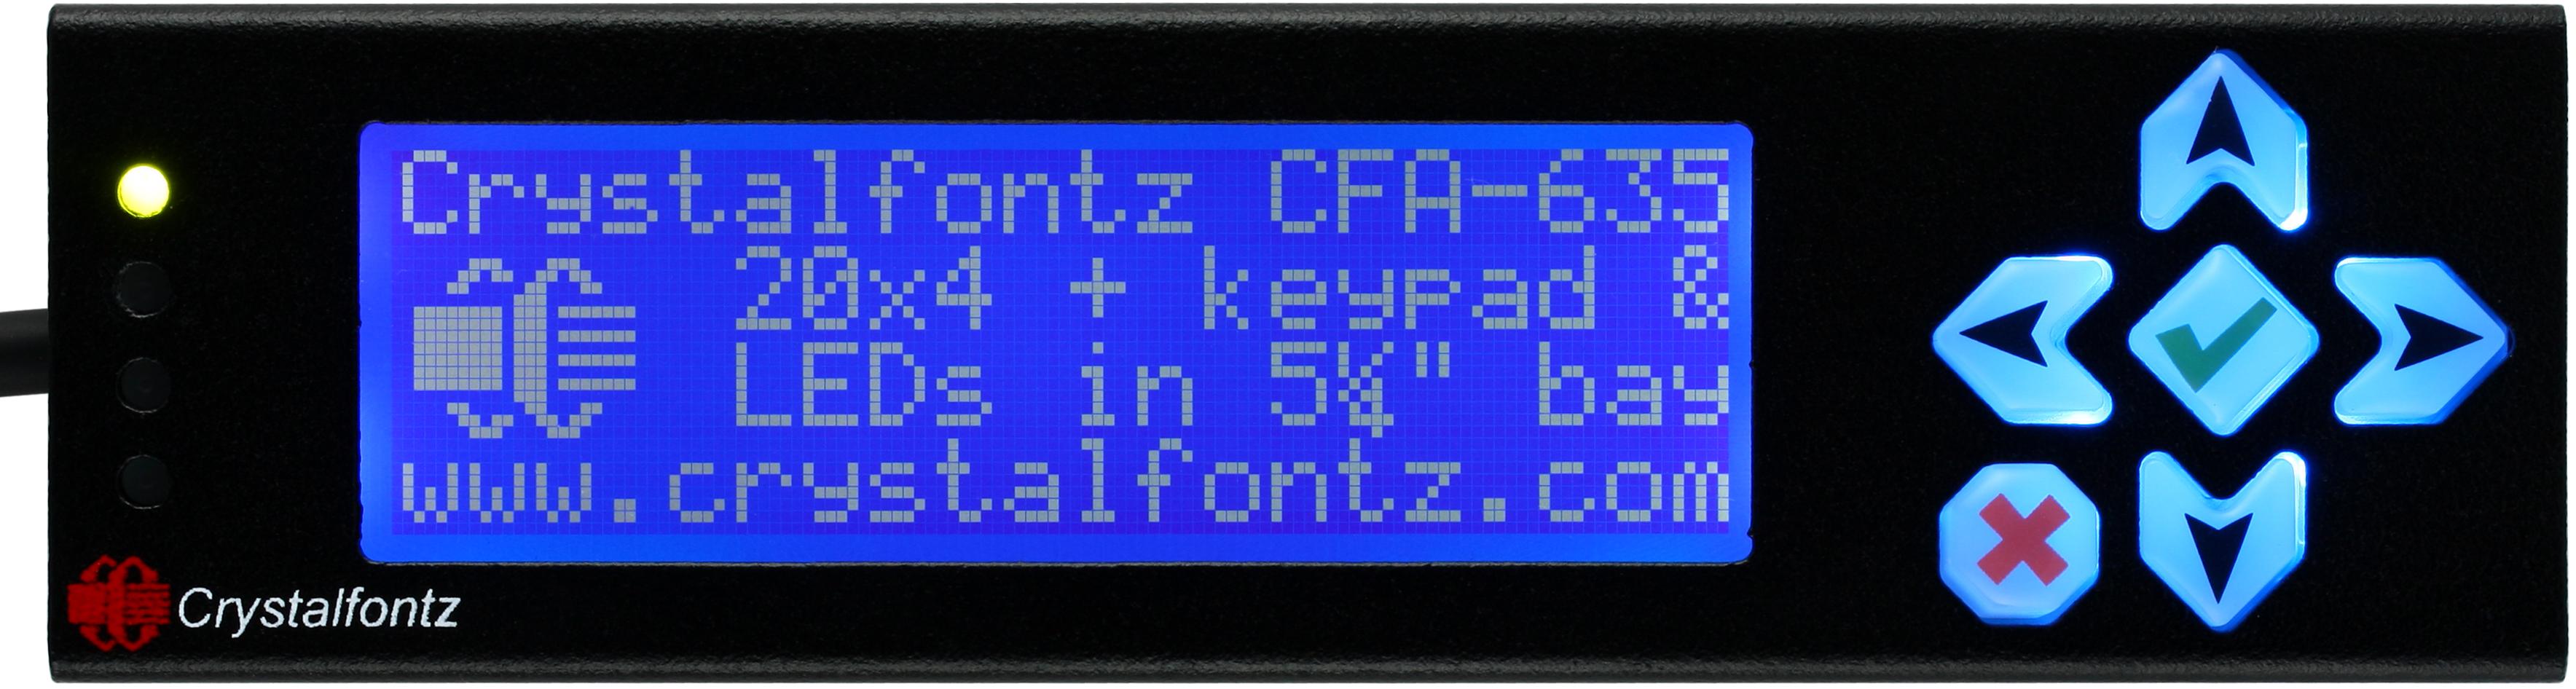 Crystalfontz CFA-635
20x4 + keypad &
LEDs in 5¼" bay
www.crystalfontz.com
Crystalfontz